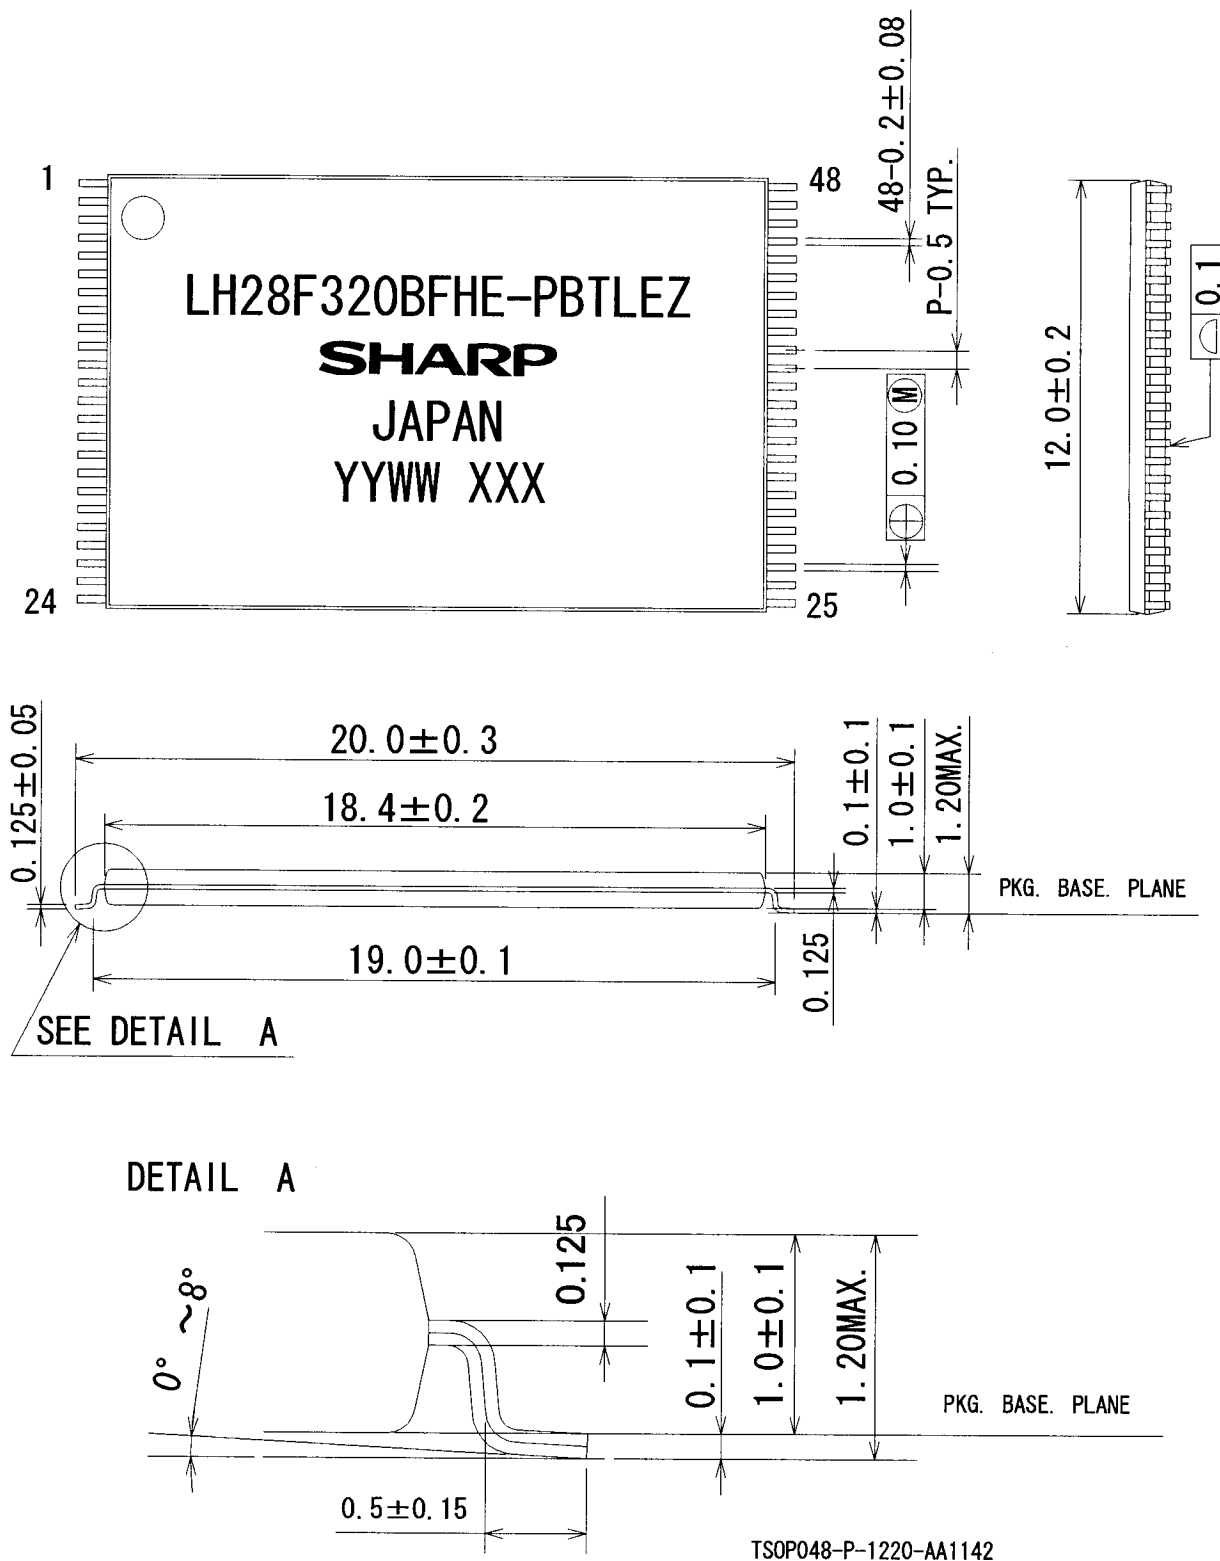 48-0.2±0.08
P-0.5 TYP.
1
48
LH28F320BFHE-PBTLEZ
SHARP
JAPAN
YYWW XXX
24
25
0.10 M
12.0±0.2
0.1
0.125±0.05
20.0±0.3
18.4±0.2
19.0±0.1
0.125
0.1±0.1
1.0±0.1
1.20MAX.
PKG. BASE. PLANE
SEE DETAIL A
DETAIL A
0° ~8°
0.125
0.1±0.1
1.0±0.1
1.20MAX.
PKG. BASE. PLANE
0.5±0.15
TSOP048-P-1220-AA1142